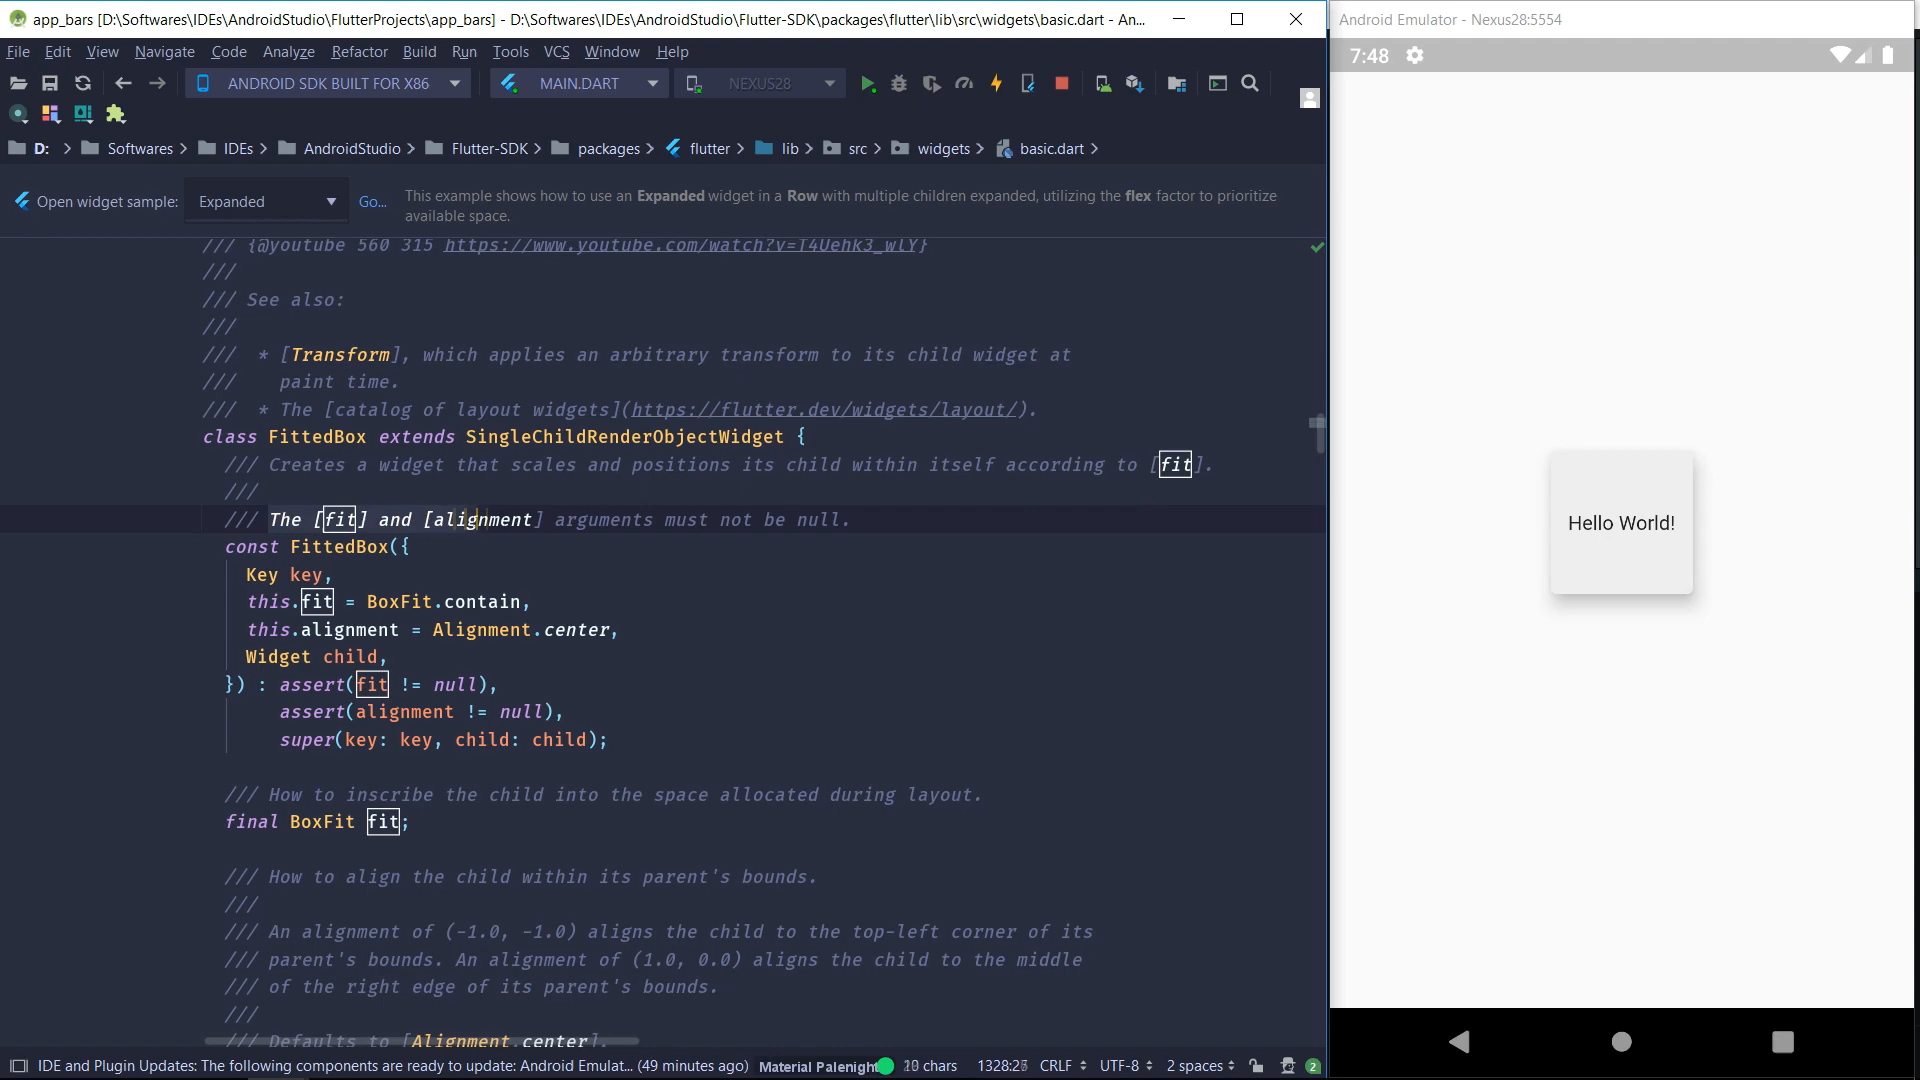 app_bars [D:\Softwares\IDEs\AndroidStudio\FlutterProjects\app_bars] - D:\Softwares\IDEs\AndroidStudio\Flutter-SDK\packages\flutter\lib\src\widgets\basic.dart - An...
Android Emulator - Nexus28:5554
File Edit View Navigate Code Analyze Refactor Build Run Tools VCS Window Help
7:48
ANDROID SDK BUILT FOR X86
MAIN.DART
NEXUS28
D: Softwares IDEs AndroidStudio Flutter-SDK packages flutter lib src widgets basic.dart
Open widget sample: Expanded Go...
This example shows how to use an Expanded widget in a Row with multiple children expanded, utilizing the flex factor to prioritize
available space.
/// {@youtube 560 315 https://www.youtube.com/watch?v=T4Uehk3_wlY}
///
/// See also:
///
///  * [Transform], which applies an arbitrary transform to its child widget at
///    paint time.
///  * The [catalog of layout widgets](https://flutter.dev/widgets/layout/).
class FittedBox extends SingleChildRenderObjectWidget {
/// Creates a widget that scales and positions its child within itself according to [fit].
///
/// The [fit] and [alignment] arguments must not be null.
const FittedBox({
Key key,
this.fit = BoxFit.contain,
this.alignment = Alignment.center,
Widget child,
}) : assert(fit != null),
assert(alignment != null),
super(key: key, child: child);
/// How to inscribe the child into the space allocated during layout.
final BoxFit fit;
/// How to align the child within its parent's bounds.
///
/// An alignment of (-1.0, -1.0) aligns the child to the top-left corner of its
/// parent's bounds. An alignment of (1.0, 0.0) aligns the child to the middle
/// of the right edge of its parent's bounds.
///
/// Defaults to [Alignment.center].
Hello World!
IDE and Plugin Updates: The following components are ready to update: Android Emulat... (49 minutes ago)
Material Palenight
chars
CRLF
UTF-8
2 spaces
2